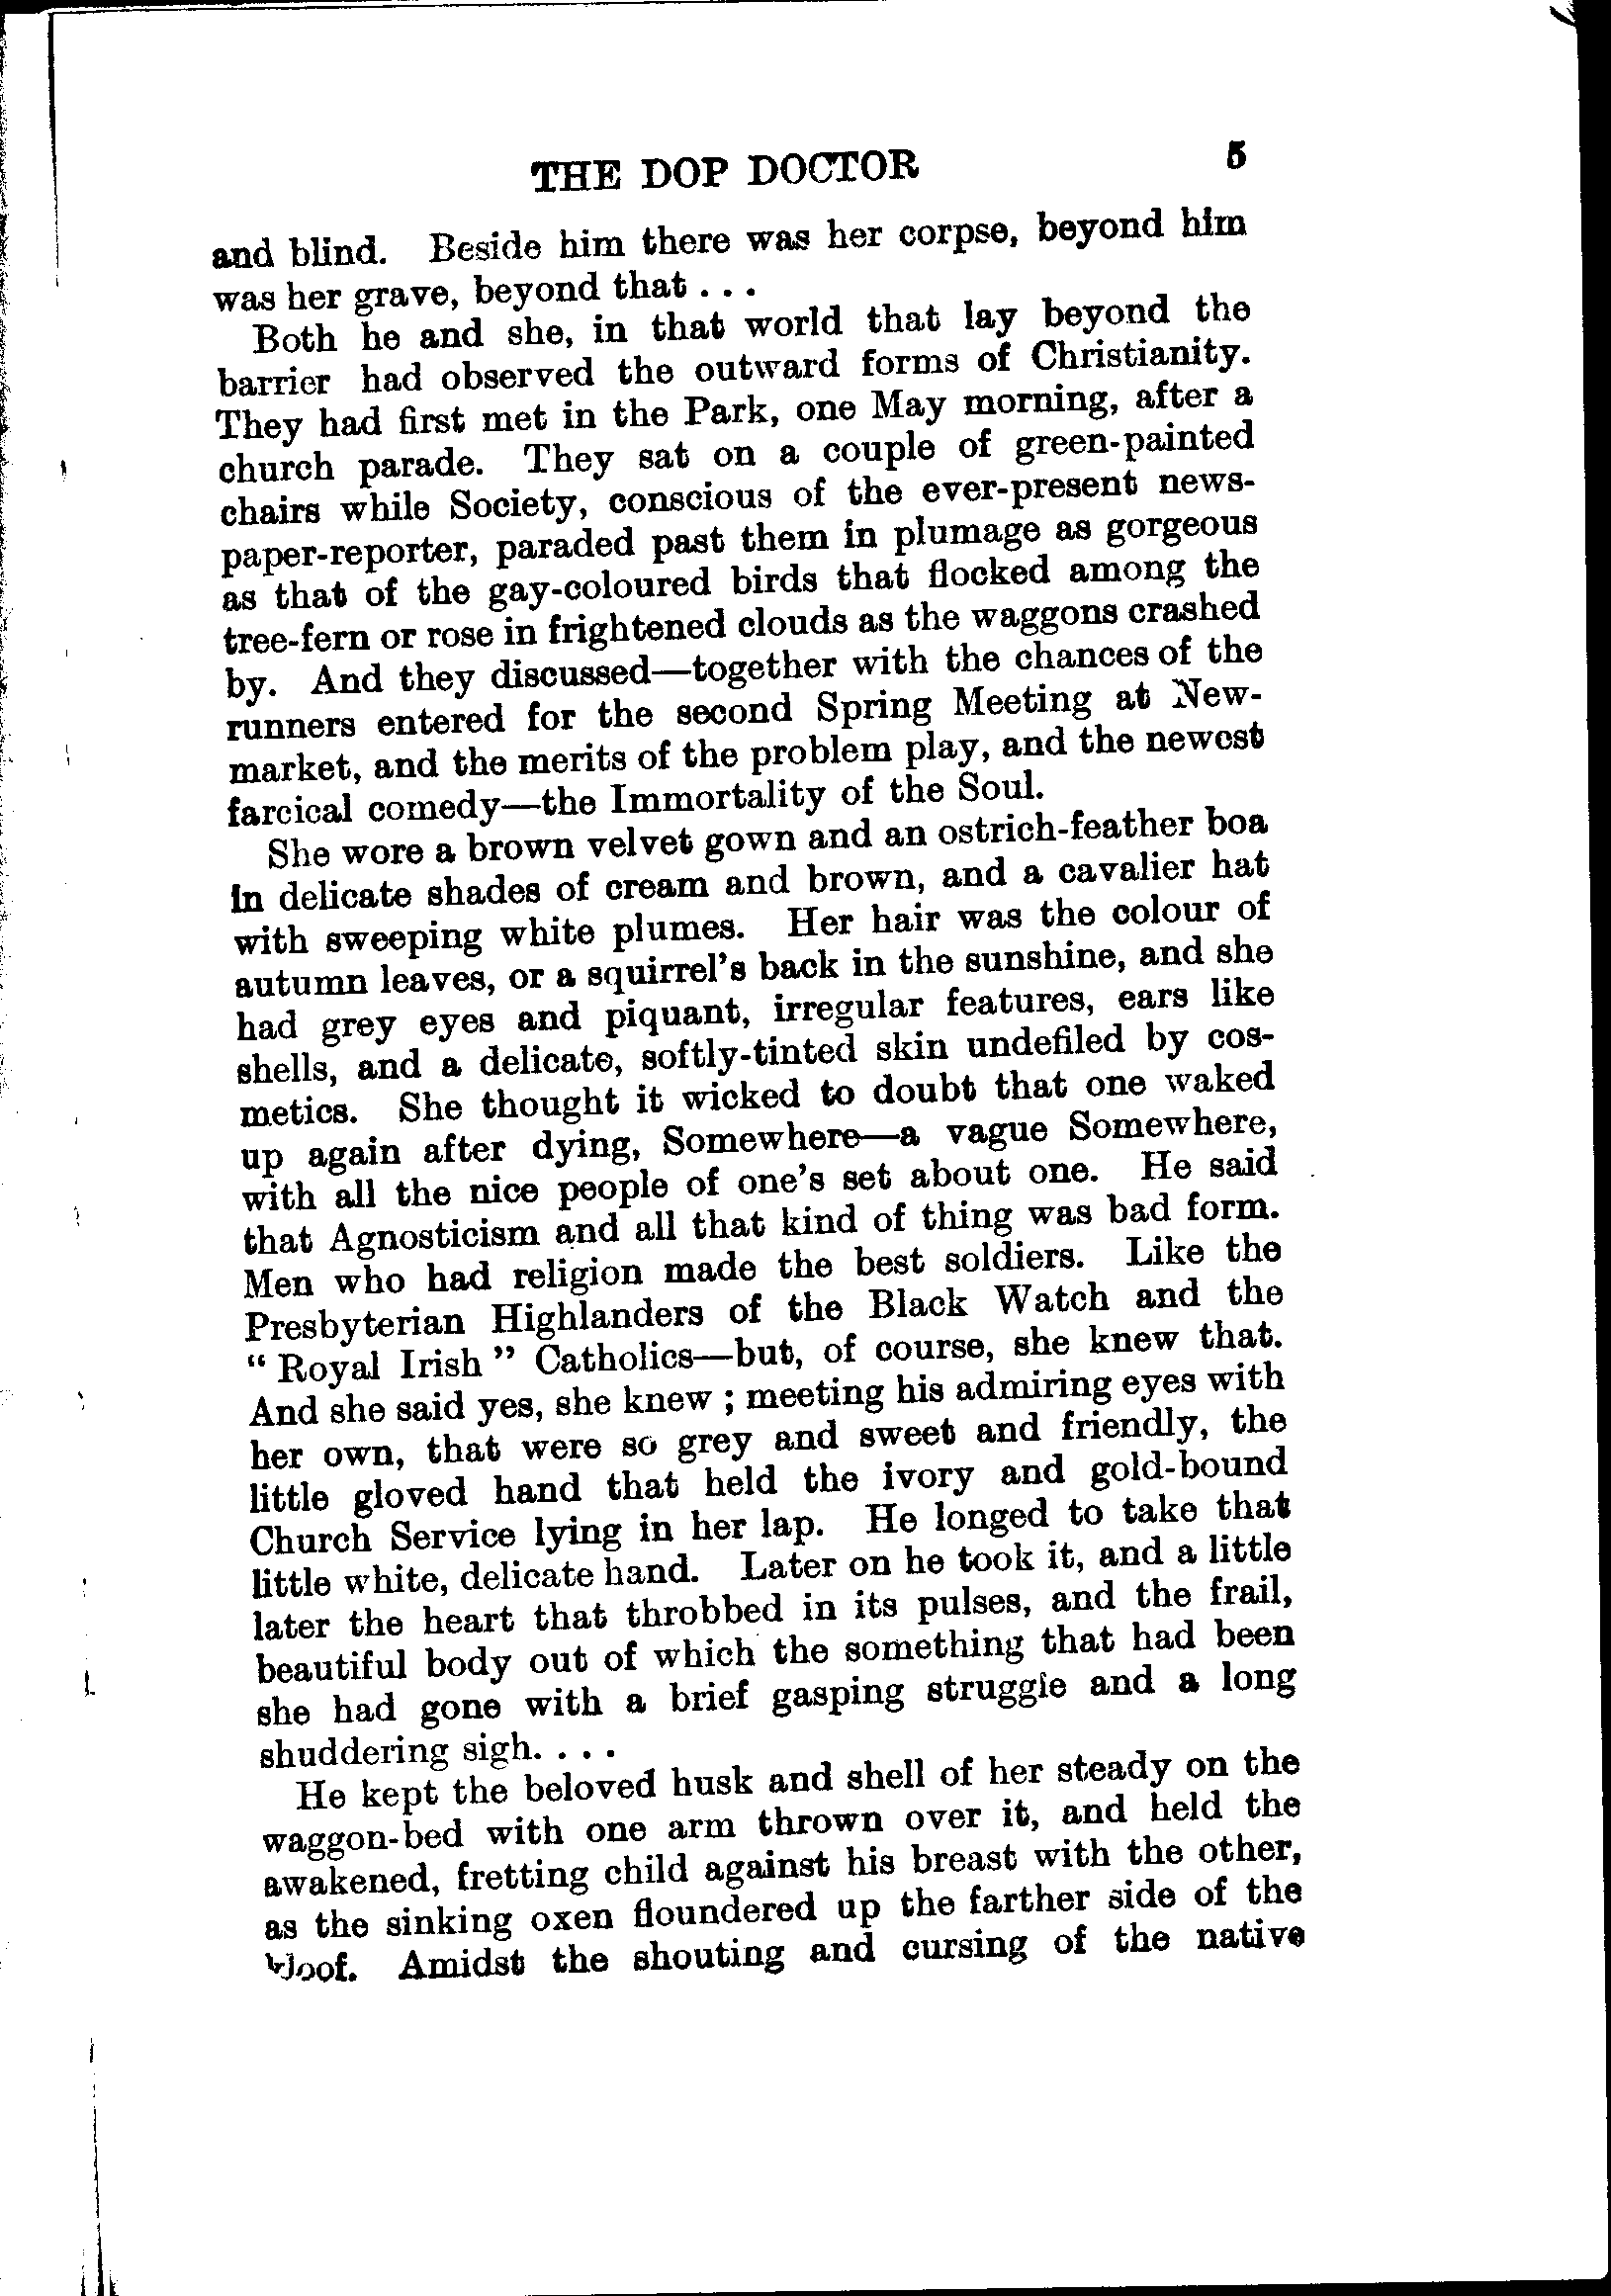 THE DOP DOCTOR 5
and blind. Beside him there was her corpse, beyond him
was her grave, beyond that . . .
Both he and she, in that world that lay beyond the
barrier had observed the outward forms of Christianity.
They had first met in the Park, one May morning, after a
church parade. They sat on a couple of green-painted
chairs while Society, conscious of the ever-present news-
paper-reporter, paraded past them in plumage as gorgeous
as that of the gay-coloured birds that flocked among the
tree-fern or rose in frightened clouds as the waggons crashed
by. And they discussed—together with the chances of the
runners entered for the second Spring Meeting at New-
market, and the merits of the problem play, and the newest
farcical comedy—the Immortality of the Soul.
She wore a brown velvet gown and an ostrich-feather boa
in delicate shades of cream and brown, and a cavalier hat
with sweeping white plumes. Her hair was the colour of
autumn leaves, or a squirrel's back in the sunshine, and she
had grey eyes and piquant, irregular features, ears like
shells, and a delicate, softly-tinted skin undefiled by cos-
metics. She thought it wicked to doubt that one waked
up again after dying, Somewhere—a vague Somewhere,
with all the nice people of one's set about one. He said
that Agnosticism and all that kind of thing was bad form.
Men who had religion made the best soldiers. Like the
Presbyterian Highlanders of the Black Watch and the
“ Royal Irish ” Catholics—but, of course, she knew that.
And she said yes, she knew ; meeting his admiring eyes with
her own, that were so grey and sweet and friendly, the
little gloved hand that held the ivory and gold-bound
Church Service lying in her lap. He longed to take that
little white, delicate hand. Later on he took it, and a little
later the heart that throbbed in its pulses, and the frail,
beautiful body out of which the something that had been
she had gone with a brief gasping struggle and a long
shuddering sigh. . . .
He kept the beloved husk and shell of her steady on the
waggon-bed with one arm thrown over it, and held the
awakened, fretting child against his breast with the other,
as the sinking oxen floundered up the farther side of the
kloof. Amidst the shouting and cursing of the native